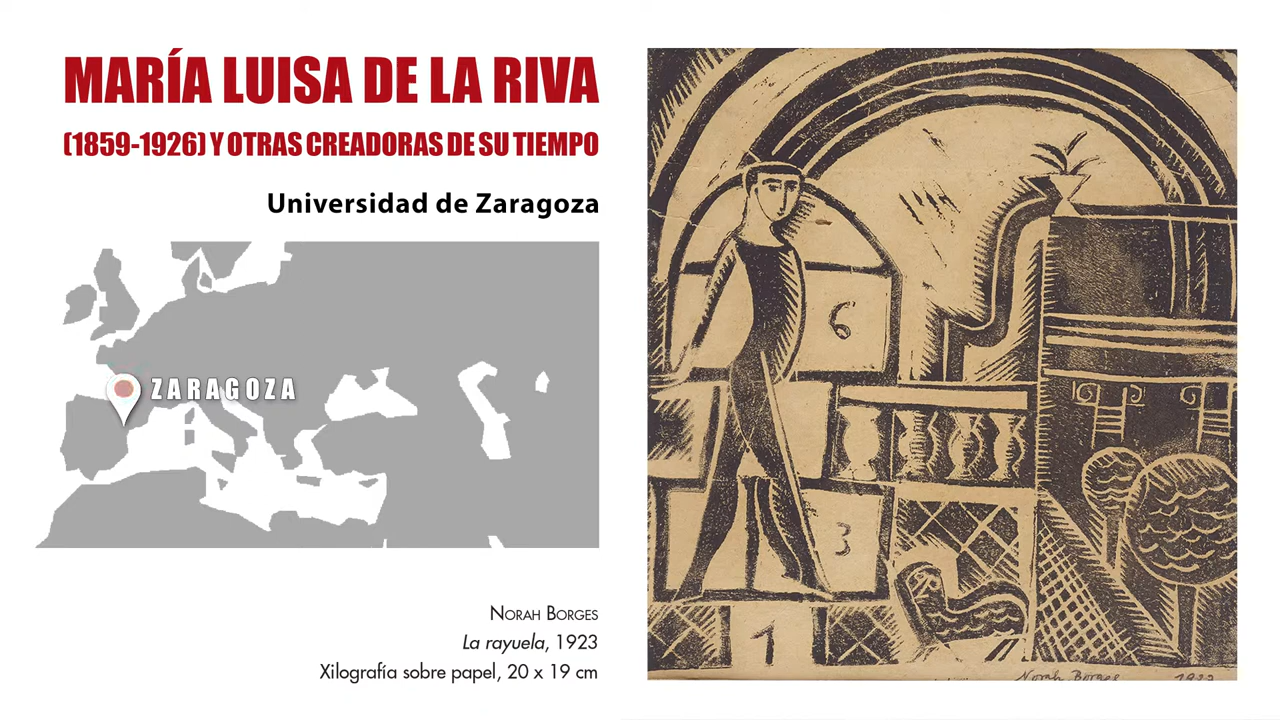 MARÍA LUISA DE LA RIVA
(1859-1926) Y OTRAS CREADORAS DE SU TIEMPO
Universidad de Zaragoza
ZARAGOZA
NORAH BORGES
La rayuela, 1923
Xilografía sobre papel, 20 x 19 cm
6
3
1
Norah Borges